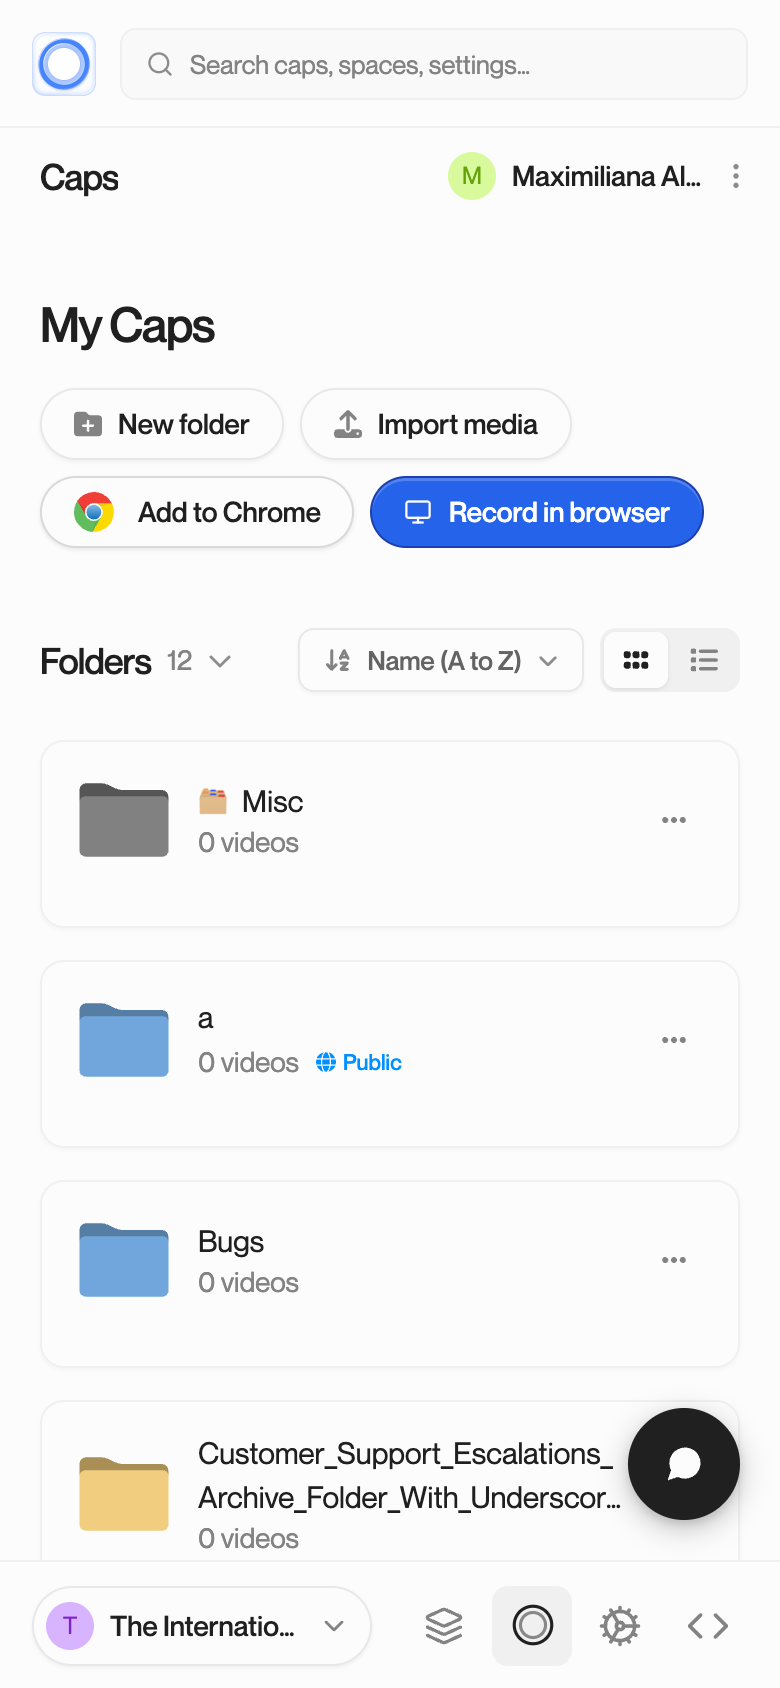 Search caps, spaces, settings...
Caps
M
Maximiliana Al...
My Caps
New folder
Import media
Add to Chrome
Record in browser
Folders 12
Name (A to Z)
Misc
0 videos
a
0 videos Public
Bugs
0 videos
Customer_Support_Escalations_
Archive_Folder_With_Underscor...
0 videos
T
The Internatio...